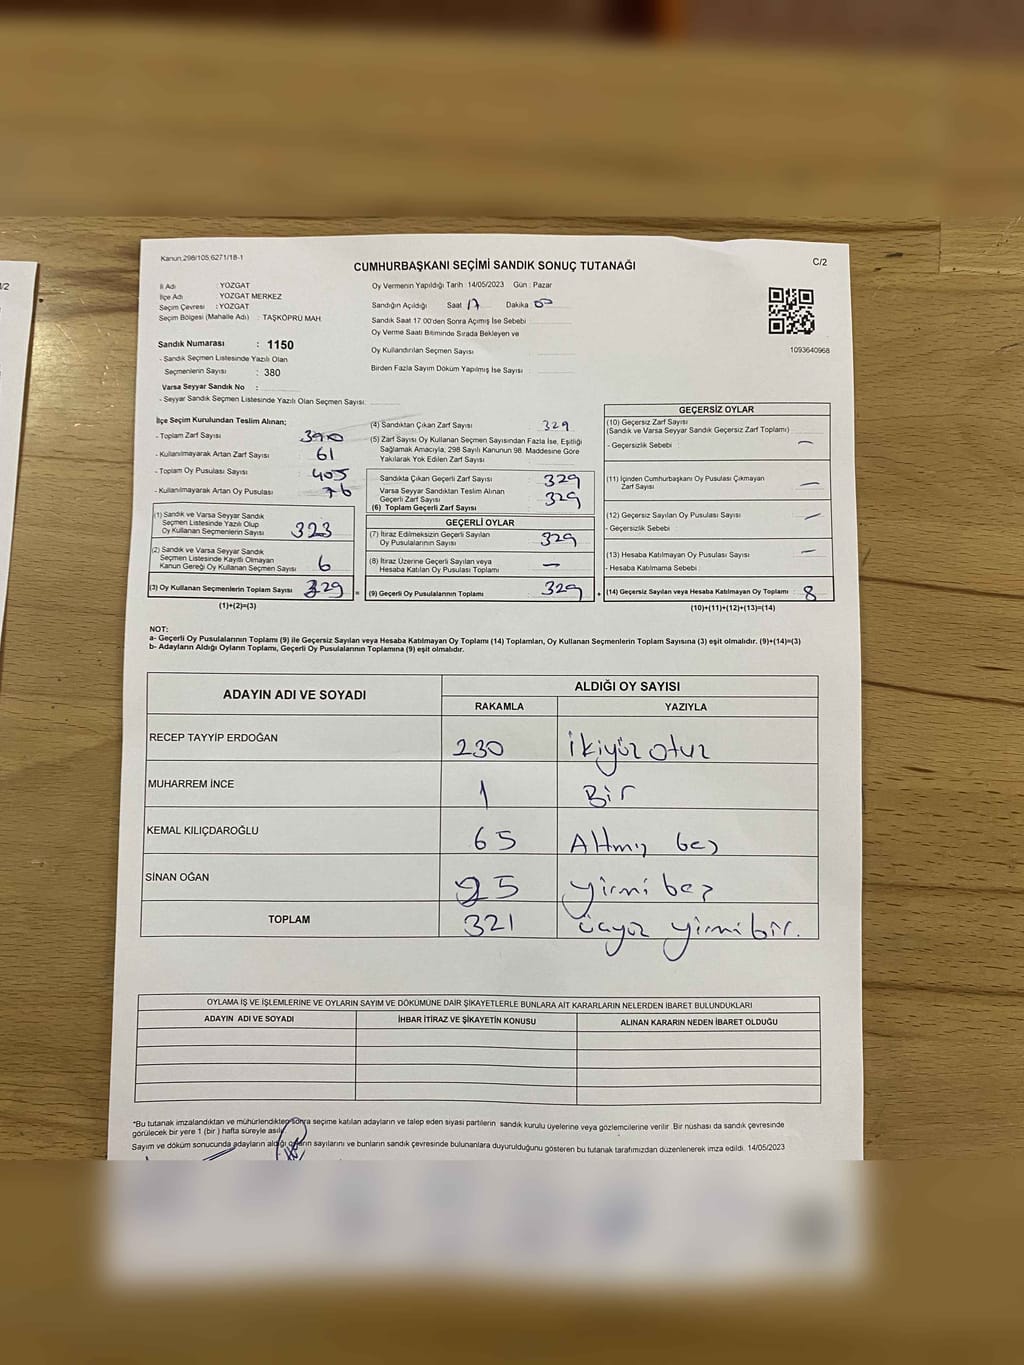 Kanun:298/105;6271/18-1
C/2
CUMHURBAŞKANI SEÇİMİ SANDIK SONUÇ TUTANAĞI
İl Adı : YOZGAT
İlçe Adı : YOZGAT MERKEZ
Seçim Çevresi : YOZGAT
Seçim Bölgesi (Mahalle Adı) : TAŞKÖPRÜ MAH.
Sandık Numarası : 1150
- Sandık Seçmen Listesinde Yazılı Olan
Seçmenlerin Sayısı : 380
Varsa Seyyar Sandık No :
- Seyyar Sandık Seçmen Listesinde Yazılı Olan Seçmen Sayısı:
Oy Vermenin Yapıldığı Tarih :14/05/2023 Gün : Pazar
Sandığın Açıldığı Saat 17 Dakika 00
Sandık Saat 17:00'den Sonra Açımış İse Sebebi
Oy Verme Saati Bitiminde Sırada Bekleyen ve
Oy Kullandırılan Seçmen Sayısı :
Birden Fazla Sayım Döküm Yapılmış İse Sayısı :
1093640968
İlçe Seçim Kurulundan Teslim Alınan;
- Toplam Zarf Sayısı 390
- Kullanılmayarak Artan Zarf Sayısı 61
- Toplam Oy Pusulası Sayısı 405
- Kullanılmayarak Artan Oy Pusulası 76
(1) Sandık ve Varsa Seyyar Sandık
Seçmen Listesinde Yazılı Olup
Oy Kullanan Seçmenlerin Sayısı 323
(2) Sandık ve Varsa Seyyar Sandık
Seçmen Listesinde Kayıtlı Olmayan
Kanun Gereği Oy Kullanan Seçmen Sayısı 6
(3) Oy Kullanan Seçmenlerin Toplam Sayısı 329
(1)+(2)=(3)
(4) Sandıktan Çıkan Zarf Sayısı 329
(5) Zarf Sayısı Oy Kullanan Seçmen Sayısından Fazla İse, Eşitliği
Sağlamak Amacıyla; 298 Sayılı Kanunun 98. Maddesine Göre
Yakılarak Yok Edilen Zarf Sayısı :
Sandıkta Çıkan Geçerli Zarf Sayısı 329
Varsa Seyyar Sandıktan Teslim Alınan
Geçerli Zarf Sayısı
(6) Toplam Geçerli Zarf Sayısı 329
GEÇERLİ OYLAR
(7) İtiraz Edilmeksizin Geçerli Sayılan
Oy Pusulalarının Sayısı 329
(8) İtiraz Üzerine Geçerli Sayılan veya
Hesaba Katılan Oy Pusulası Toplamı —
= (9) Geçerli Oy Pusulalarının Toplamı 329
GEÇERSİZ OYLAR
(10) Geçersiz Zarf Sayısı
(Sandık ve Varsa Seyyar Sandık Geçersiz Zarf Toplamı)
- Geçersizlik Sebebi : —
(11) İçinden Cumhurbaşkanı Oy Pusulası Çıkmayan
Zarf Sayısı —
(12) Geçersiz Sayılan Oy Pusulası Sayısı —
- Geçersizlik Sebebi :
(13) Hesaba Katılmayan Oy Pusulası Sayısı —
- Hesaba Katılmama Sebebi :
+ (14) Geçersiz Sayılan veya Hesaba Katılmayan Oy Toplamı : 8
(10)+(11)+(12)+(13)=(14)
NOT:
a- Geçerli Oy Pusulalarının Toplamı (9) ile Geçersiz Sayılan veya Hesaba Katılmayan Oy Toplamı (14) Toplamları, Oy Kullanan Seçmenlerin Toplam Sayısına (3) eşit olmalıdır. (9)+(14)=(3)
b- Adayların Aldığı Oyların Toplamı, Geçerli Oy Pusulalarının Toplamına (9) eşit olmalıdır.
ADAYIN ADI VE SOYADI
ALDIĞI OY SAYISI
RAKAMLA YAZIYLA
RECEP TAYYİP ERDOĞAN 230 ikiyüz otuz
MUHARREM İNCE 1 Bir
KEMAL KILIÇDAROĞLU 65 Altmış beş
SİNAN OĞAN 25 yirmi beş
TOPLAM 321 üçyüz yirmi bir.
OYLAMA İŞ VE İŞLEMLERİNE VE OYLARIN SAYIM VE DÖKÜMÜNE DAİR ŞİKAYETLERLE BUNLARA AİT KARARLARIN NELERDEN İBARET BULUNDUKLARI
ADAYIN ADI VE SOYADI İHBAR İTİRAZ VE ŞİKAYETİN KONUSU ALINAN KARARIN NEDEN İBARET OLDUĞU
*Bu tutanak imzalandıktan ve mühürlendikten sonra seçime katılan adayların ve talep eden siyasi partilerin sandık kurulu üyelerine veya gözlemcilerine verilir. Bir nüshası da sandık çevresinde
görülecek bir yere 1 (bir ) hafta süreyle asılır.
Sayım ve döküm sonucunda adayların aldığı oyların sayılarını ve bunların sandık çevresinde bulunanlara duyurulduğunu gösteren bu tutanak tarafımızdan düzenlenerek imza edildi. 14/05/2023